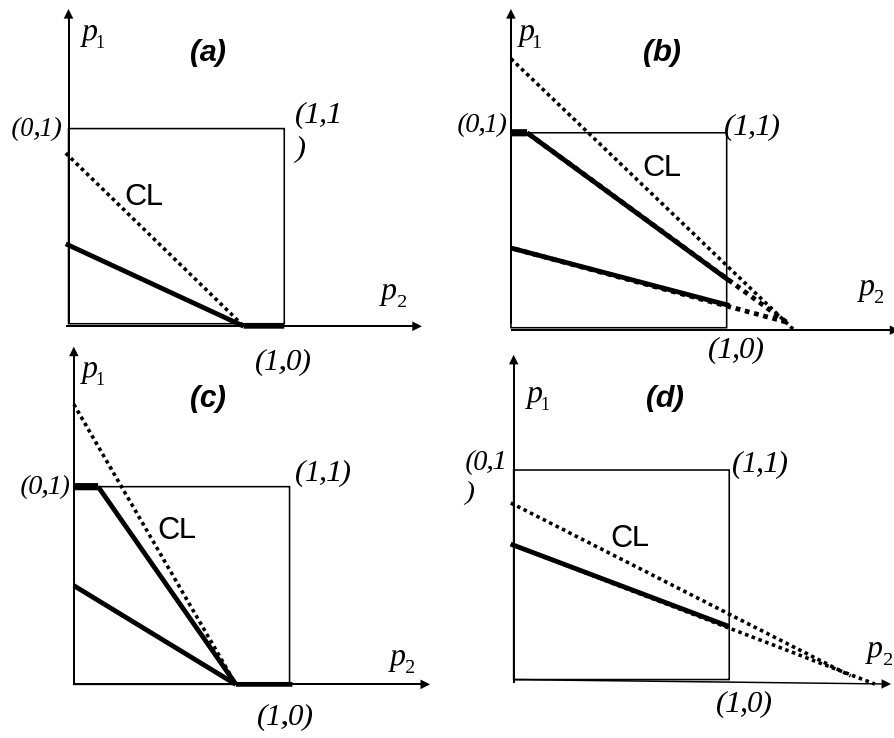 p1
(a)
(0,1)
(1,1
)
CL
p2
(1,0)
p1
(b)
(0,1)
(1,1)
CL
p2
(1,0)
p1
(c)
(0,1)
(1,1)
CL
p2
(1,0)
p1
(d)
(0,1
)
(1,1)
CL
p2
(1,0)